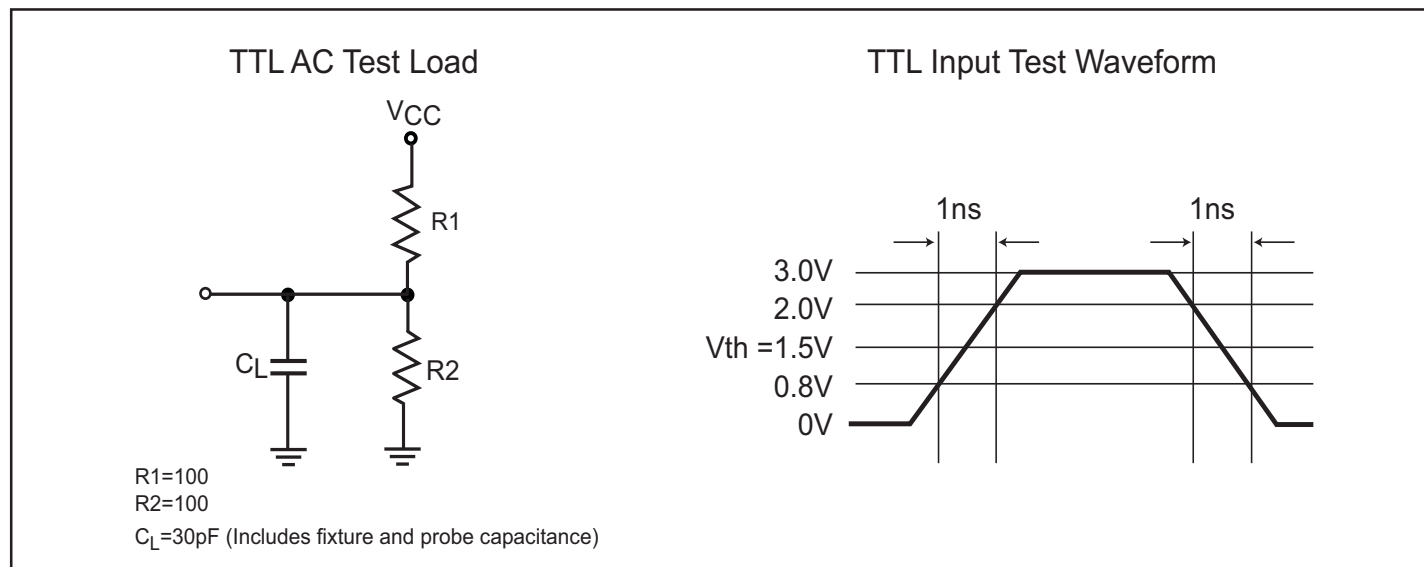 TTL AC Test Load
VCC
R1
CL
R2
R1=100
R2=100
CL=30pF (Includes fixture and probe capacitance)
TTL Input Test Waveform
1ns 1ns
3.0V
2.0V
Vth =1.5V
0.8V
0V